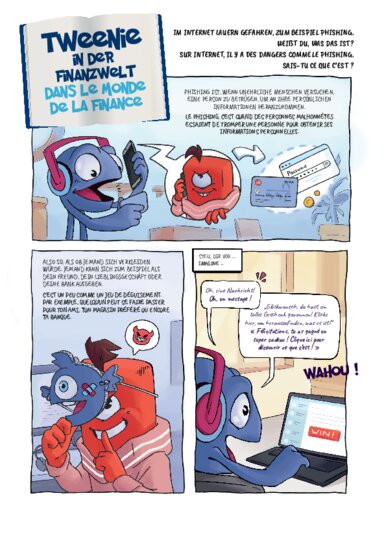 TWEENIE
IN DER
FINANZWELT
DANS LE MONDE
DE LA FINANCE
IM INTERNET LAUERN GEFAHREN, ZUM BEISPIEL PHISHING.
WEIßT DU, WAS DAS IST?
SUR INTERNET, IL Y A DES DANGERS COMME LE PHISHING.
SAIS-TU CE QUE C'EST ?
PHISHING IST, WENN UNEHRLICHE MENSCHEN VERSUCHEN,
EINE PERSON ZU BETRÜGEN, UM AN IHRE PERSÖNLICHEN
INFORMATIONEN HERANZUKOMMEN.
LE PHISHING, C'EST QUAND DES PERSONNES MALHONNÊTES
ESSAIENT DE TROMPER UNE PERSONNE POUR OBTENIR SES
INFORMATIONS PERSONNELLES.
Password
ALSO SO, ALS OB JEMAND SICH VERKLEIDEN
WÜRDE. JEMAND KANN SICH ZUM BEISPIEL ALS
DEIN FREUND, DEIN LIEBLINGSGESCHÄFT ODER
DEINE BANK AUSGEBEN.
C'EST UN PEU COMME UN JEU DE DÉGUISEMENT.
PAR EXEMPLE, QUELQU'UN PEUT SE FAIRE PASSER
POUR TON AMI, TON MAGASIN PRÉFÉRÉ OU ENCORE
TA BANQUE.
STELL DIR VOR ...
IMAGINE ...
Oh, eine Nachricht!
Oh, un message !
„Glückwunsch, du hast ein
tolles Geschenk gewonnen! Klicke
hier, um herauszufinden, was es ist!"
« Félicitations, tu as gagné un
super cadeau ! Clique ici pour
découvrir ce que c'est ! »
WAHOU !
WIN!